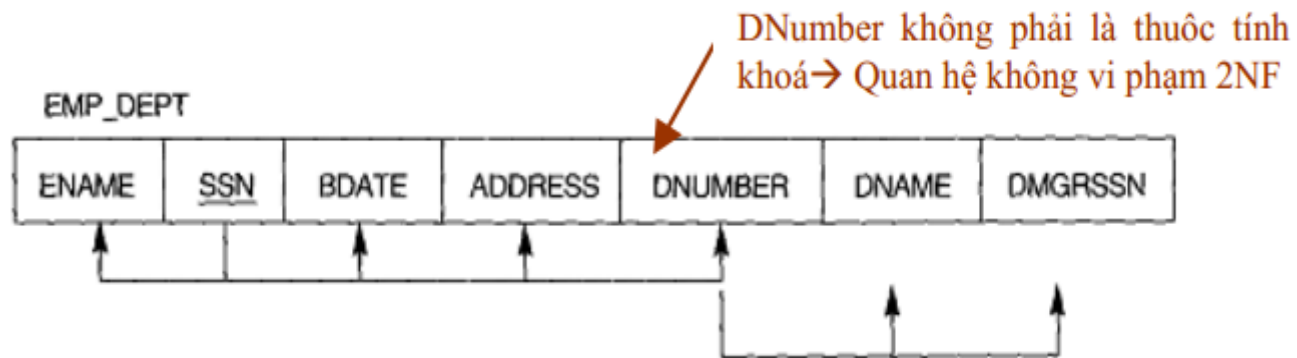 DNumber không phải là thuôc tính
khoá→ Quan hệ không vi phạm 2NF
EMP_DEPT
ENAME SSN BDATE ADDRESS DNUMBER DNAME DMGRSSN